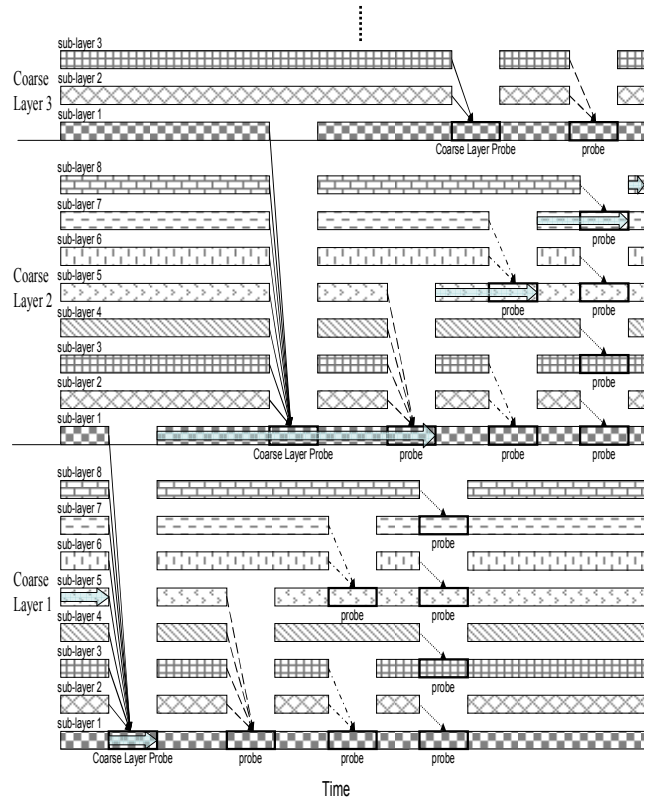 sub-layer 3
Coarse
Layer 3
sub-layer 2
sub-layer 1
Coarse Layer Probe
probe
sub-layer 8
sub-layer 7
probe
sub-layer 6
Coarse
Layer 2
sub-layer 5
probe
probe
sub-layer 4
sub-layer 3
probe
sub-layer 2
sub-layer 1
Coarse Layer Probe
probe
probe
probe
sub-layer 8
sub-layer 7
probe
sub-layer 6
Coarse
Layer 1
sub-layer 5
probe
probe
sub-layer 4
sub-layer 3
probe
sub-layer 2
sub-layer 1
Coarse Layer Probe
probe
probe
probe
Time